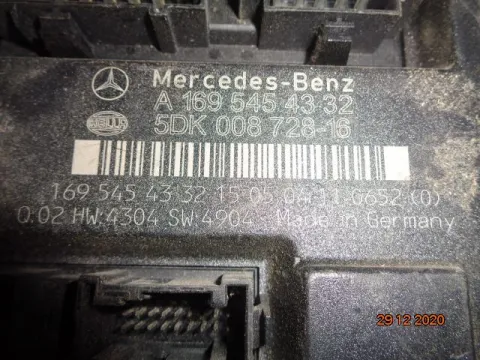 Mercedes-Benz
A 169 545 43 32
HELLA
5DK 008 728-16
169 545 43 32 15 05 04 11 0652 (0)
Q.02 HW:4304 SW:4904 Made in Germany
29 12 2020